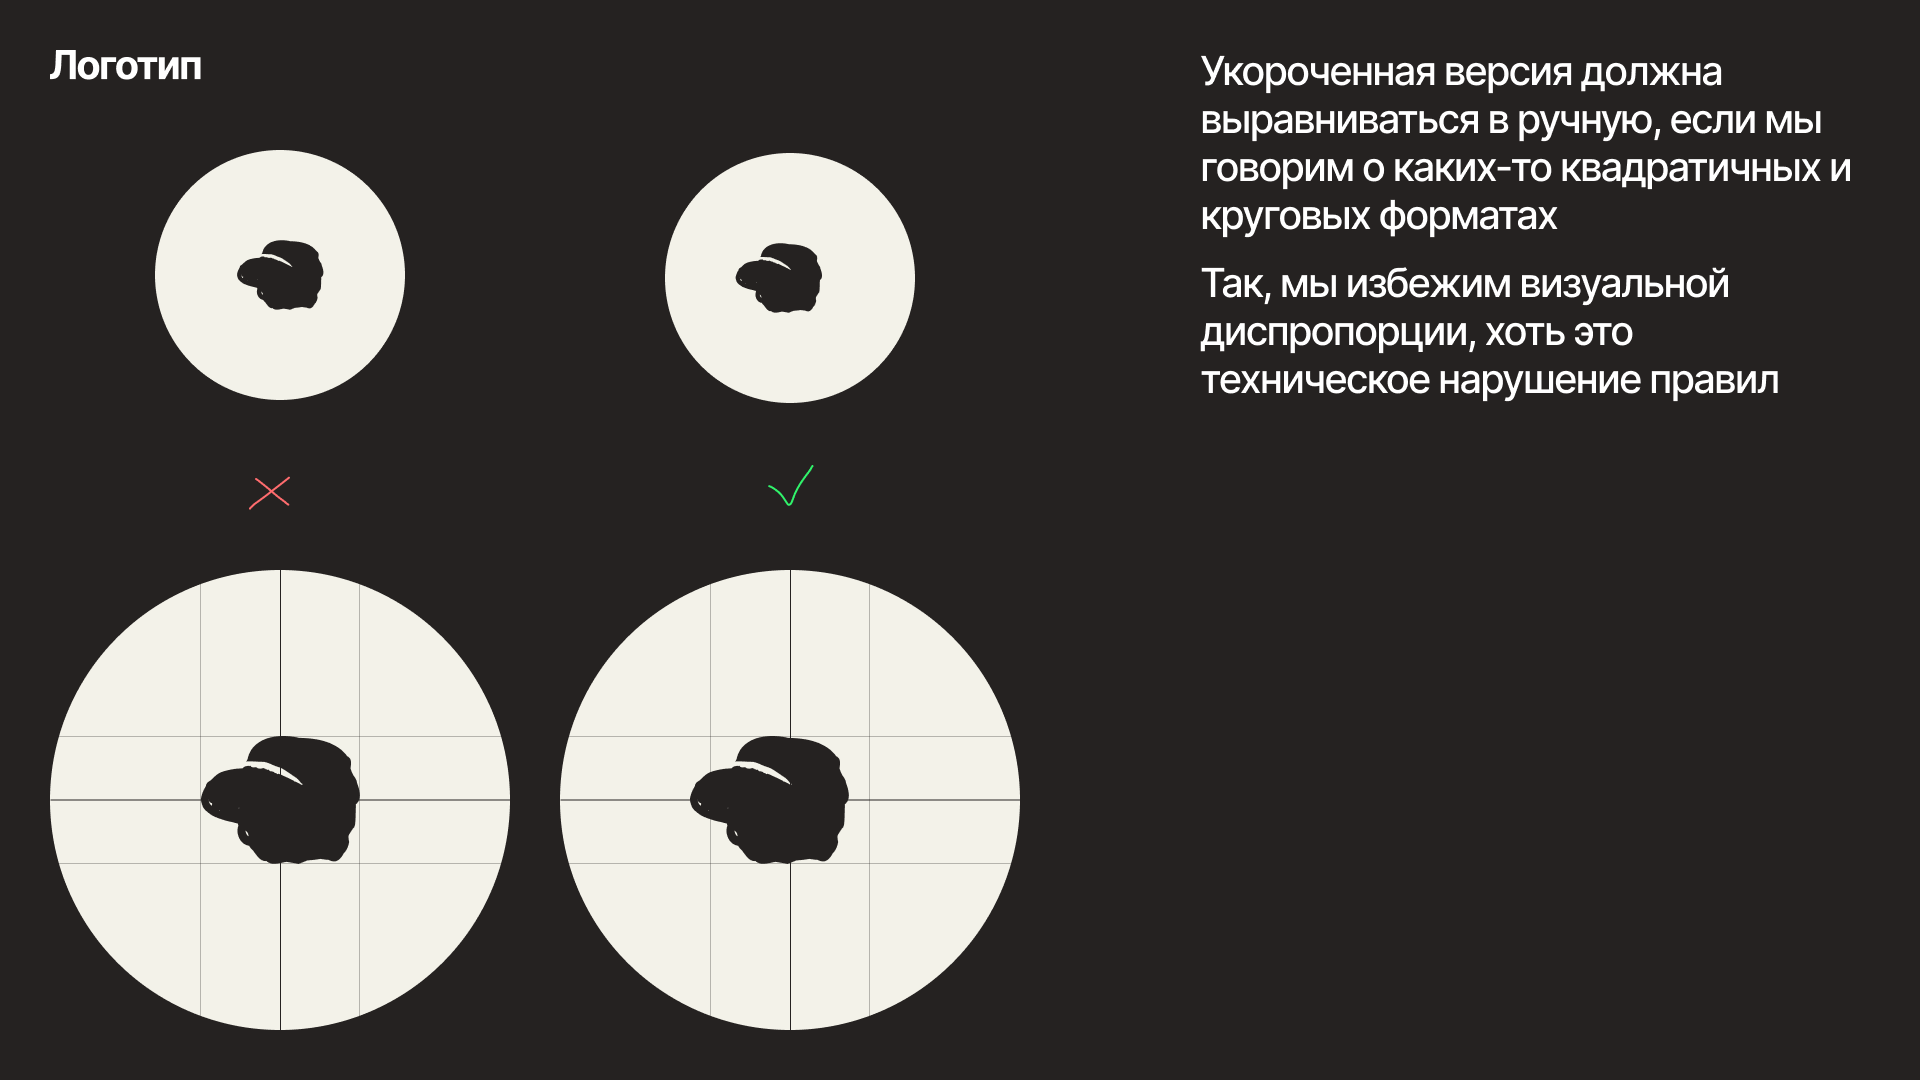 Логотип
Укороченная версия должна
выравниваться в ручную, если мы
говорим о каких-то квадратичных и
круговых форматах
Так, мы избежим визуальной
диспропорции, хоть это
техническое нарушение правил